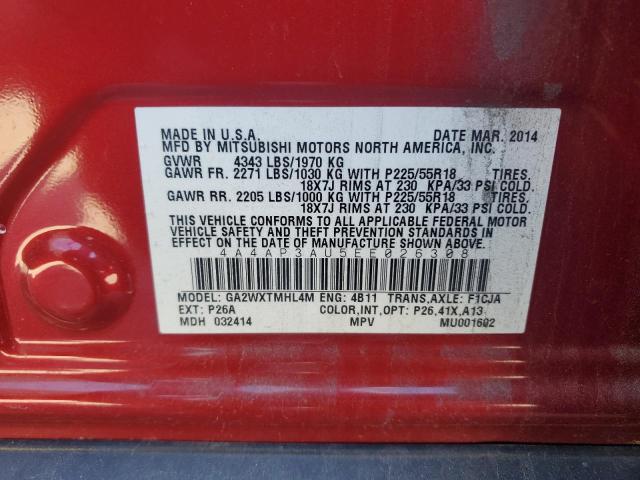 MADE IN U.S.A. DATE MAR. 2014
MFD BY MITSUBISHI MOTORS NORTH AMERICA, INC.
GVWR 4343 LBS/1970 KG
GAWR FR. 2271 LBS/1030 KG WITH P225/55R18 TIRES.
18X7J RIMS AT 230 KPA/33 PSI COLD.
GAWR RR. 2205 LBS/1000 KG WITH P225/55R18 TIRES.
18X7J RIMS AT 230 KPA/33 PSI COLD.
THIS VEHICLE CONFORMS TO ALL APPLICABLE FEDERAL MOTOR
VEHICLE SAFETY AND THEFT PREVENTION STANDARDS IN EFFECT
ON THE DATE OF MANUFACTURE SHOWN ABOVE.
4A4AP3AU5EE026308
MODEL: GA2WXTMHL4M ENG: 4B11 TRANS,AXLE: F1CJA
EXT: P26A COLOR,INT,OPT: P26,41X,A13
MDH 032414 MPV MU001602